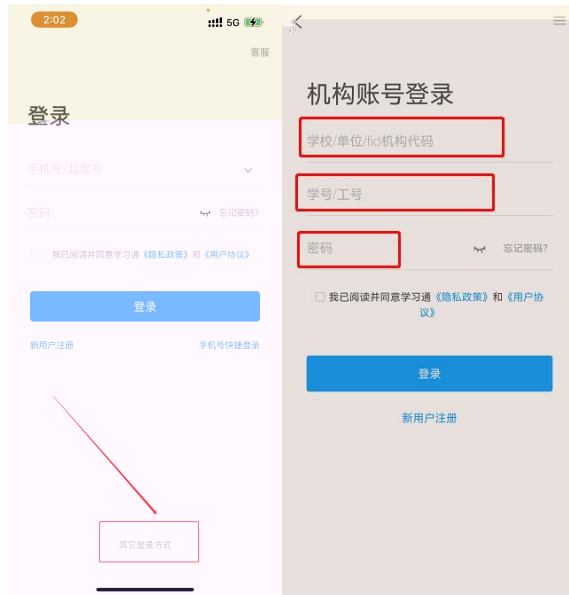 2:02
5G
客服
登录
手机号/超星号
密码
忘记密码?
我已阅读并同意学习通《隐私政策》和《用户协议》
登录
新用户注册
手机号快捷登录
其它登录方式
机构账号登录
学校/单位/fid机构代码
学号/工号
密码
忘记密码?
我已阅读并同意学习通《隐私政策》和《用户协
议》
登录
新用户注册